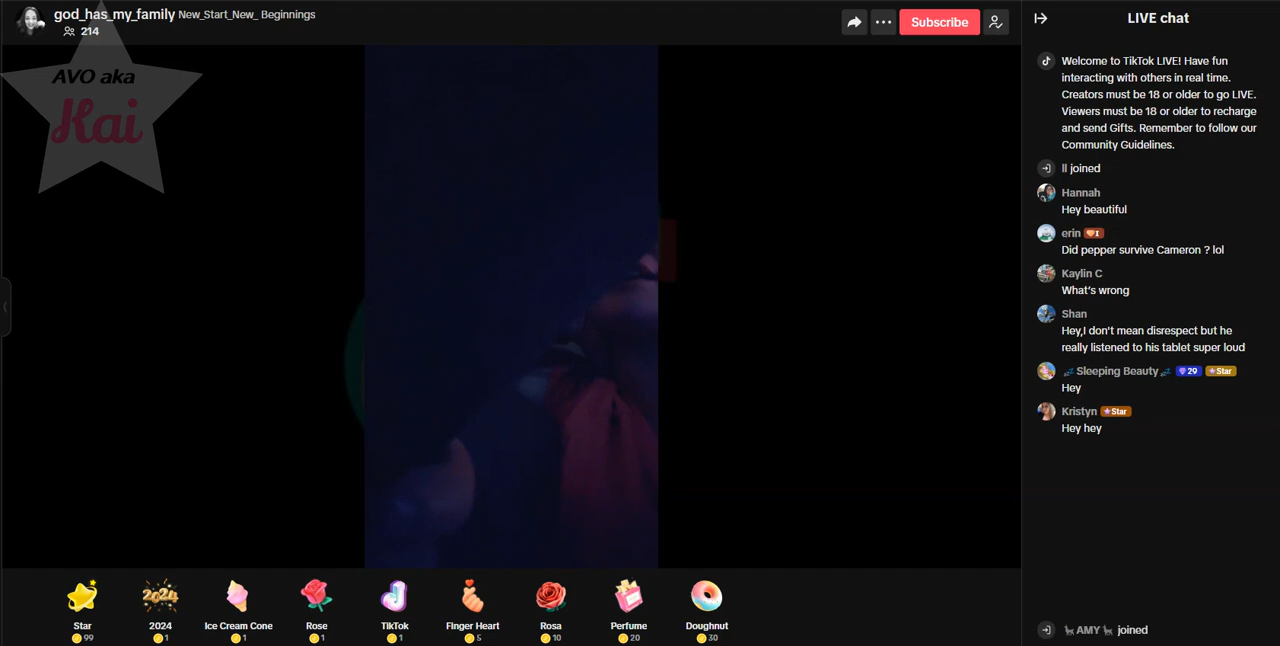 god_has_my_family New_Start_New_ Beginnings
214
Subscribe
AVO aka
Kai
LIVE chat
Welcome to TikTok LIVE! Have fun
interacting with others in real time.
Creators must be 18 or older to go LIVE.
Viewers must be 18 or older to recharge
and send Gifts. Remember to follow our
Community Guidelines.
ll joined
Hannah
Hey beautiful
erin I
Did pepper survive Cameron ? lol
Kaylin C
What's wrong
Shan
Hey,I don't mean disrespect but he
really listened to his tablet super loud
💤Sleeping Beauty💤 29 Star
Hey
Kristyn Star
Hey hey
🐈‍⬛AMY🐈‍⬛ joined
2024
Star 2024 Ice Cream Cone Rose TikTok Finger Heart Rosa Perfume Doughnut
99 1 1 1 1 5 10 20 30